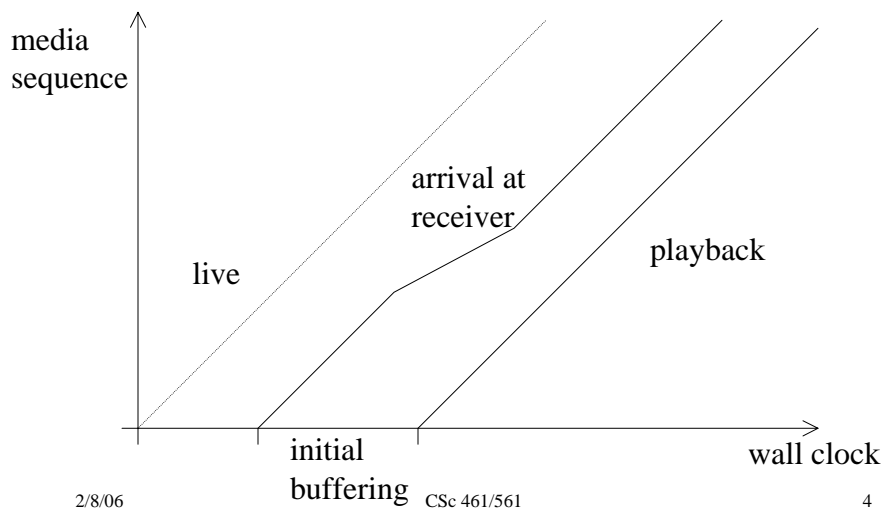 media
sequence
arrival at
receiver
playback
live
initial
buffering
wall clock
2/8/06
CSc 461/561
4